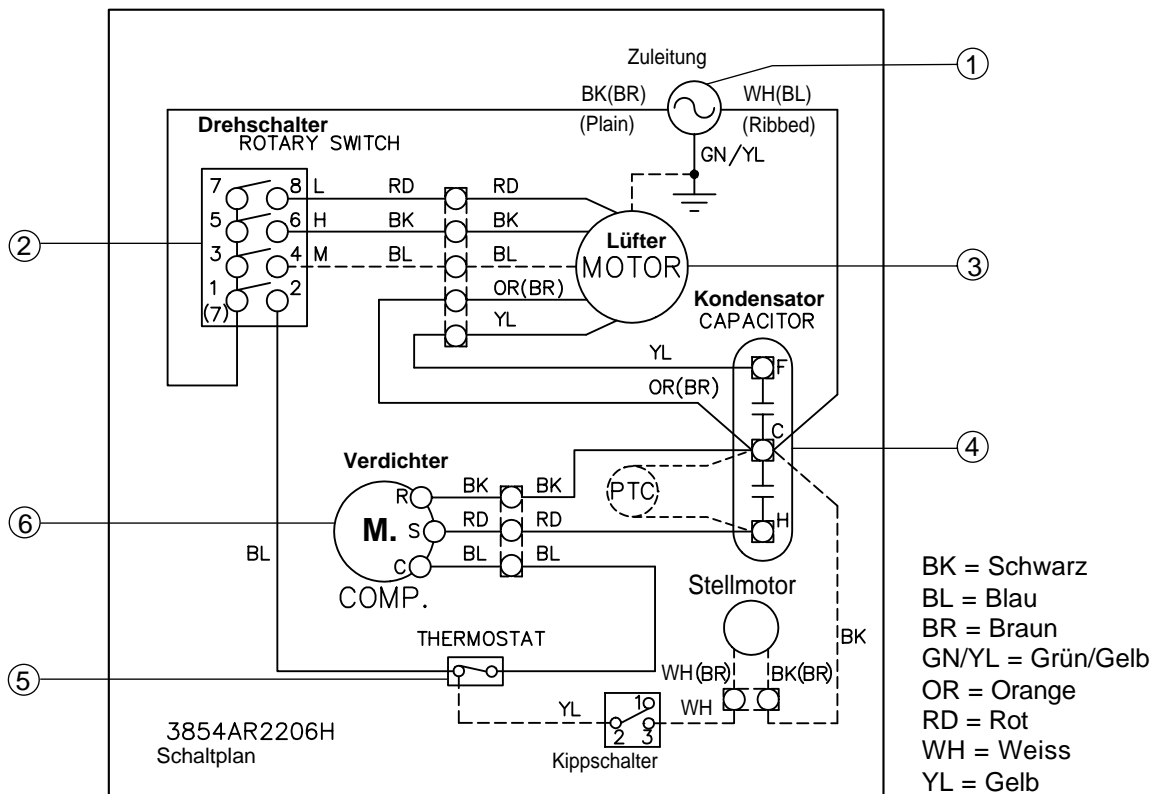 Zuleitung
1
BK(BR)
WH(BL)
(Plain)
(Ribbed)
Drehschalter
ROTARY SWITCH
GN/YL
7
8
L
RD
RD
5
6
H
BK
BK
2
3
4
M
BL
BL
Lüfter
MOTOR
3
1
2
(7)
OR(BR)
YL
Kondensator
CAPACITOR
YL
F
OR(BR)
C
4
Verdichter
R
BK
BK
PTC
6
M.
S
RD
RD
H
BL
C
BL
BL
COMP.
Stellmotor
BK = Schwarz
BL = Blau
BR = Braun
GN/YL = Grün/Gelb
OR = Orange
RD = Rot
WH = Weiss
YL = Gelb
THERMOSTAT
BK
5
WH(BR)
BK(BR)
YL
1
2
3
WH
3854AR2206H
Schaltplan
Kippschalter